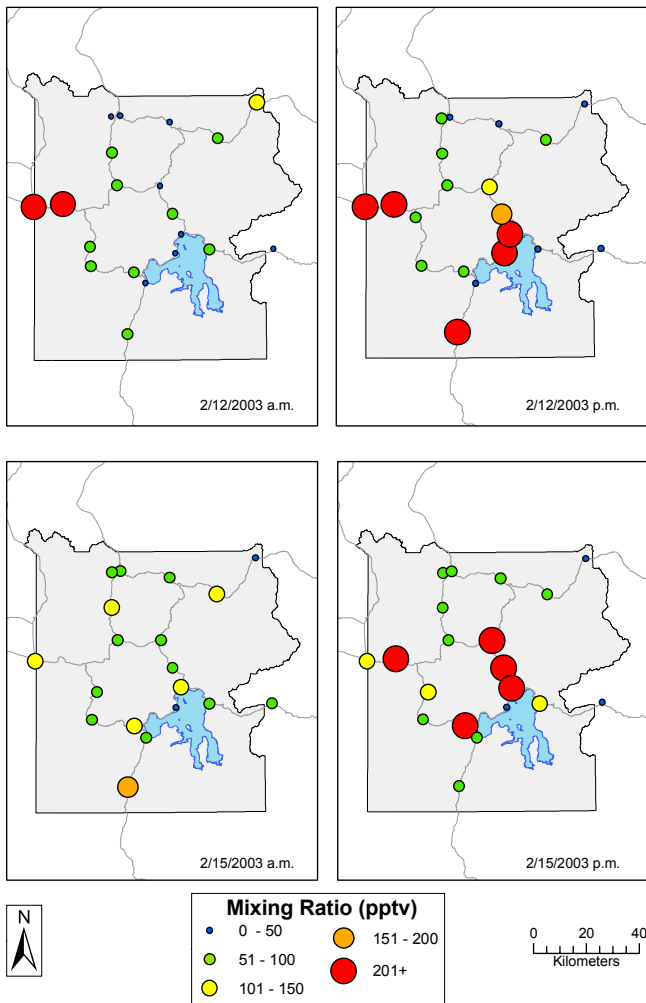 2/12/2003 a.m.
2/12/2003 p.m.
2/15/2003 a.m.
2/15/2003 p.m.
N
Mixing Ratio (pptv)
0 - 50
51 - 100
101 - 150
151 - 200
201+
0 20 40
Kilometers